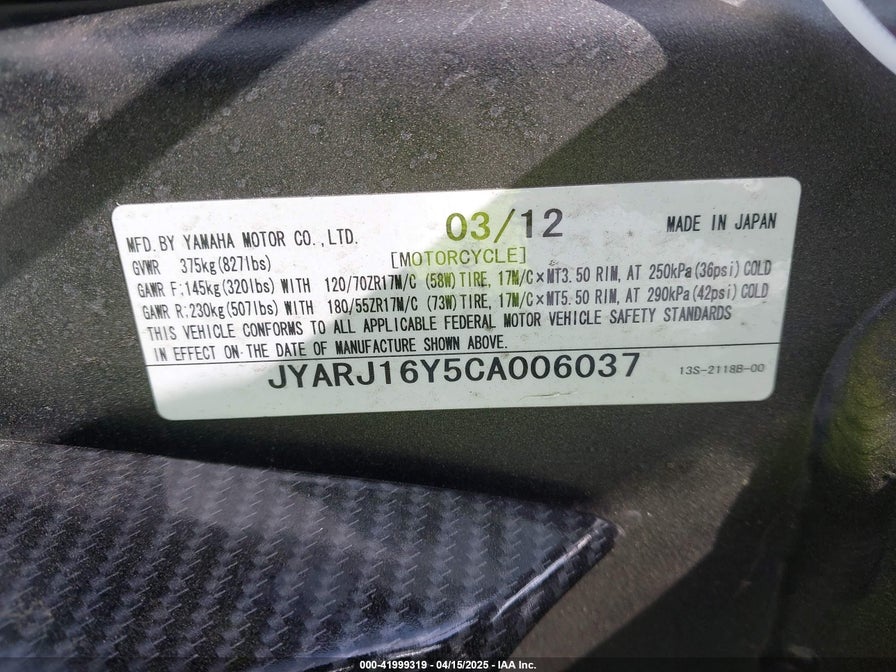 MFD. BY YAMAHA MOTOR CO., LTD. 03/12 MADE IN JAPAN
GVWR 375kg(827lbs) [MOTORCYCLE]
GAWR F:145kg(320lbs) WITH 120/70ZR17M/C (58W) TIRE, 17M/C×MT3.50 RIM, AT 250kPa(36psi) COLD
GAWR R:230kg(507lbs) WITH 180/55ZR17M/C (73W) TIRE, 17M/C×MT5.50 RIM, AT 290kPa(42psi) COLD
THIS VEHICLE CONFORMS TO ALL APPLICABLE FEDERAL MOTOR VEHICLE SAFETY STANDARDS
IN EFFECT ON THE DATE OF MANUFACTURE SHOWN ABOVE.
JYARJ16Y5CA006037 13S-2118B-00
000-41999319 - 04/15/2025 - IAA Inc.